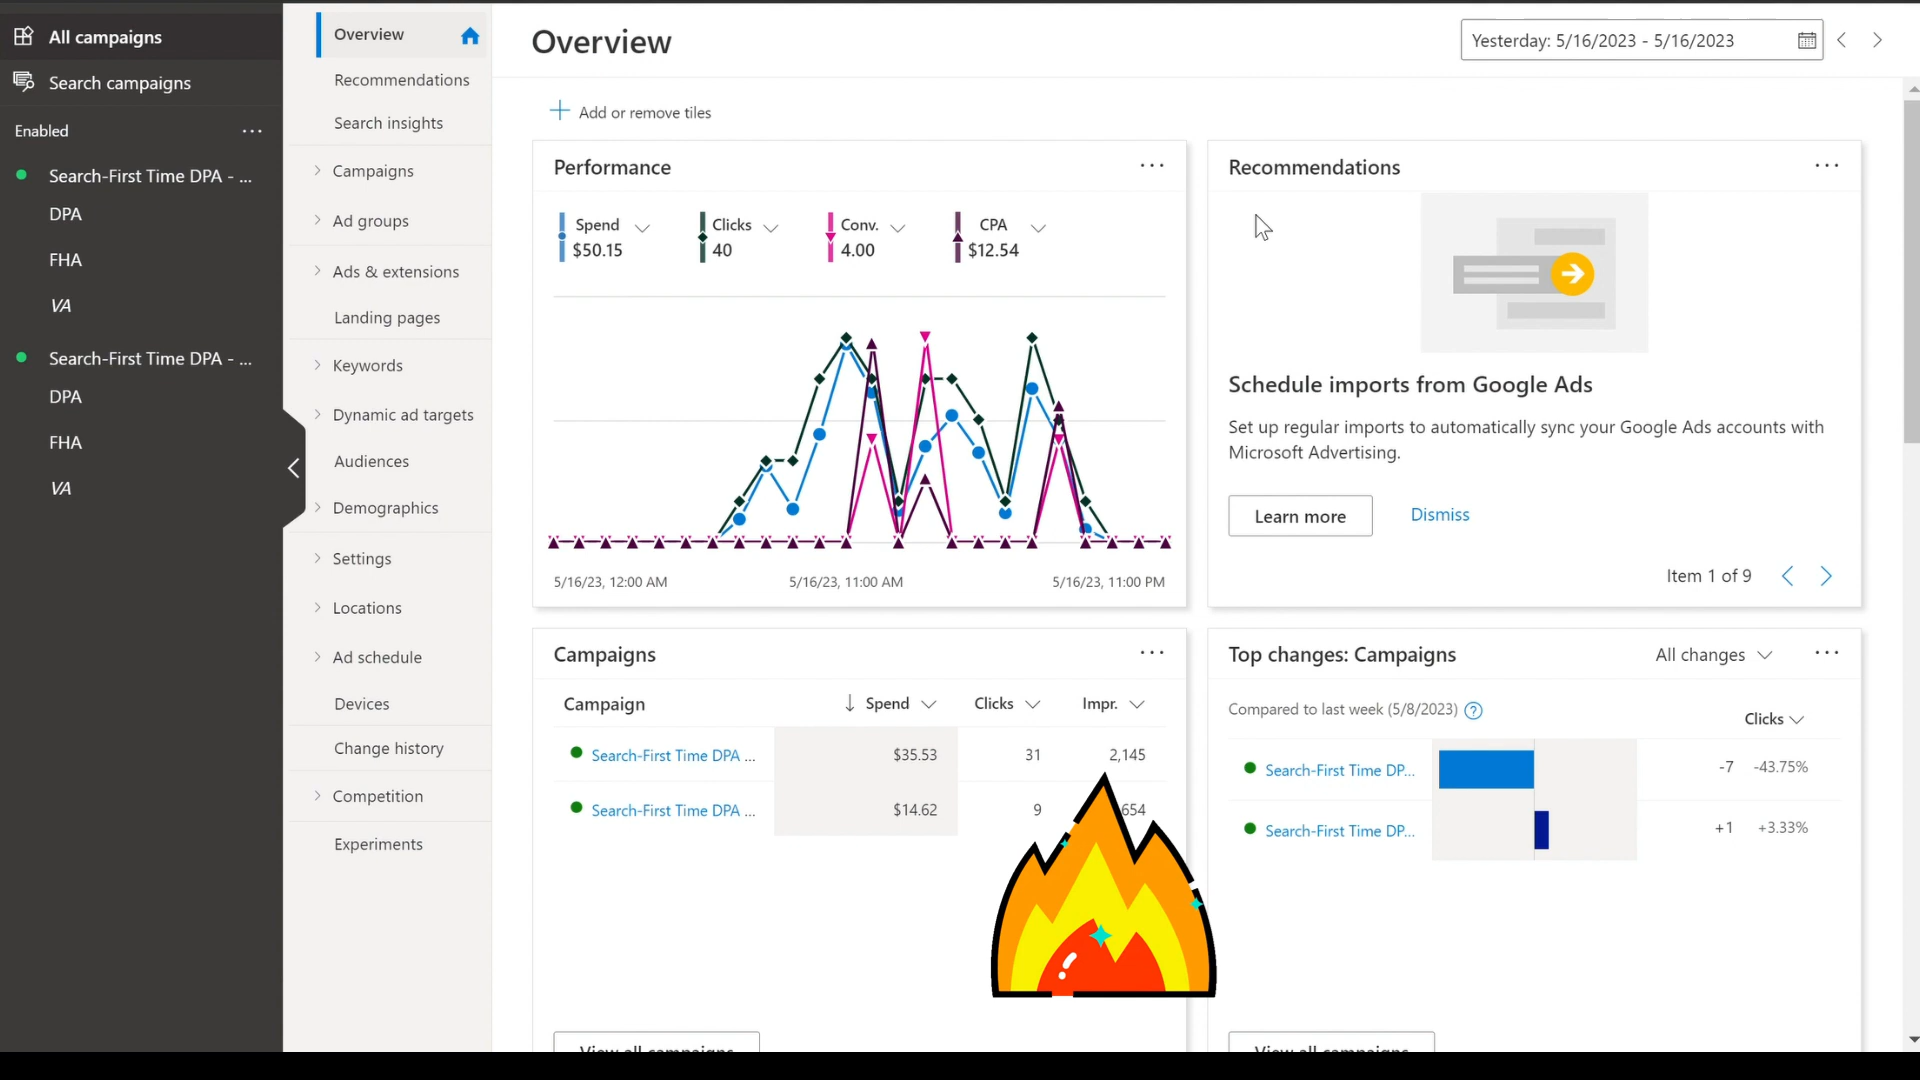 All campaigns
Search campaigns
Enabled
Search-First Time DPA - ...
DPA
FHA
VA
Search-First Time DPA - ...
DPA
FHA
VA
Overview
Recommendations
Search insights
Campaigns
Ad groups
Ads & extensions
Landing pages
Keywords
Dynamic ad targets
Audiences
Demographics
Settings
Locations
Ad schedule
Devices
Change history
Competition
Experiments
Overview
Yesterday: 5/16/2023 - 5/16/2023
Add or remove tiles
Performance
Spend Clicks Conv. CPA
$50.15 40 4.00 $12.54
5/16/23, 12:00 AM 5/16/23, 11:00 AM 5/16/23, 11:00 PM
Recommendations
Schedule imports from Google Ads
Set up regular imports to automatically sync your Google Ads accounts with
Microsoft Advertising.
Learn more Dismiss
Item 1 of 9
Campaigns
Campaign Spend Clicks Impr.
Search-First Time DPA ... $35.53 31 2,145
Search-First Time DPA ... $14.62 9 654
View all campaigns
Top changes: Campaigns All changes
Compared to last week (5/8/2023) ?
Clicks
Search-First Time DP... -7 -43.75%
Search-First Time DP... +1 +3.33%
View all campaigns